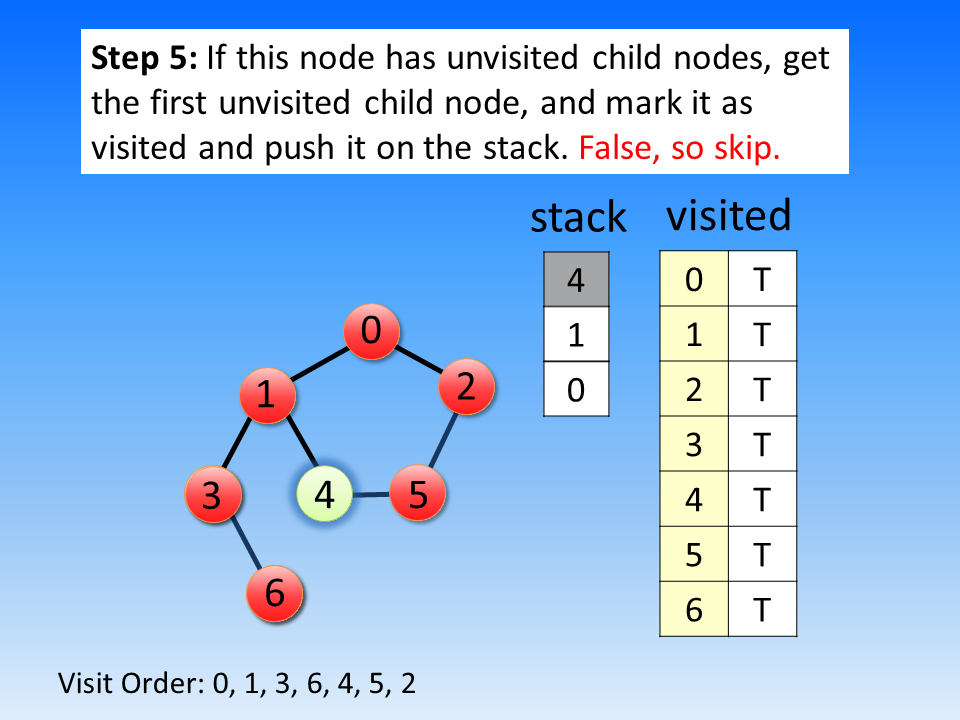 Step 5: If this node has unvisited child nodes, get
the first unvisited child node, and mark it as
visited and push it on the stack. False, so skip.
stack visited
4
1
0
0 T
1 T
2 T
3 T
4 T
5 T
6 T
0
1
2
3
4
5
6
Visit Order: 0, 1, 3, 6, 4, 5, 2